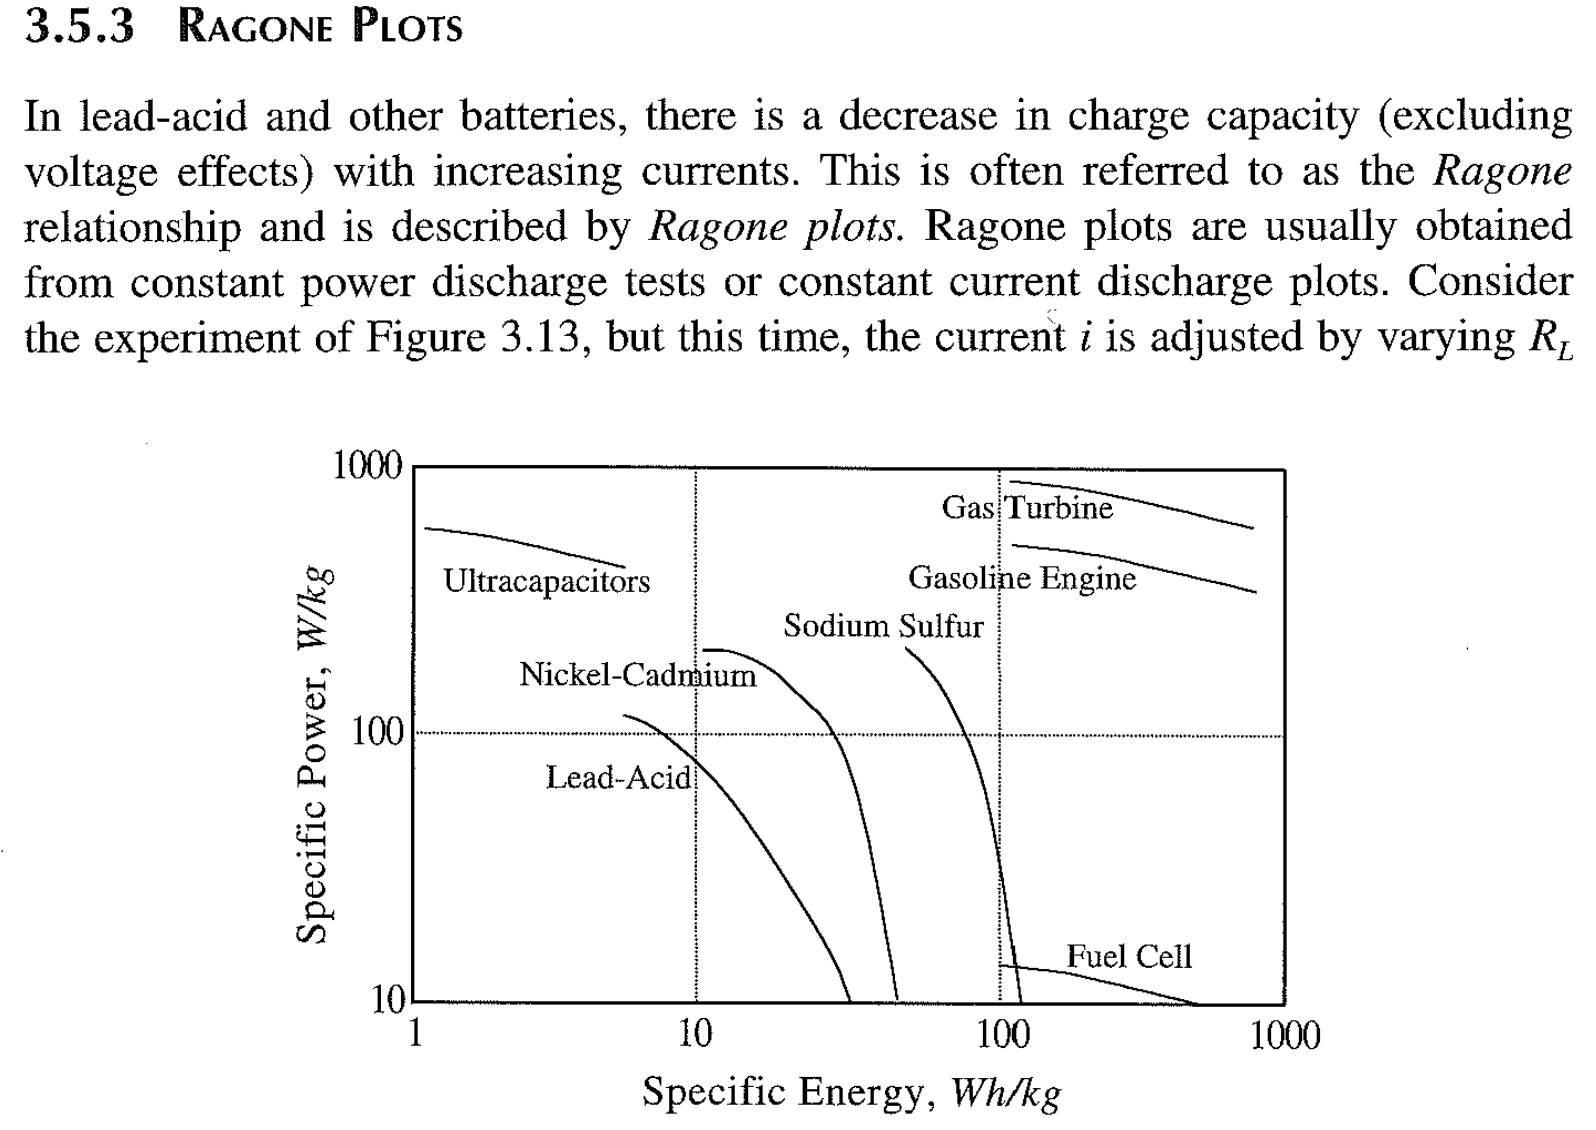 3.5.3 RAGONE PLOTS
In lead-acid and other batteries, there is a decrease in charge capacity (excluding
voltage effects) with increasing currents. This is often referred to as the Ragone
relationship and is described by Ragone plots. Ragone plots are usually obtained
from constant power discharge tests or constant current discharge plots. Consider
the experiment of Figure 3.13, but this time, the current i is adjusted by varying R_L
1000
Gas Turbine
Ultracapacitors
Gasoline Engine
Sodium Sulfur
Nickel-Cadmium
100
Lead-Acid
Fuel Cell
10
1
10
100
1000
Specific Power, W/kg
Specific Energy, Wh/kg